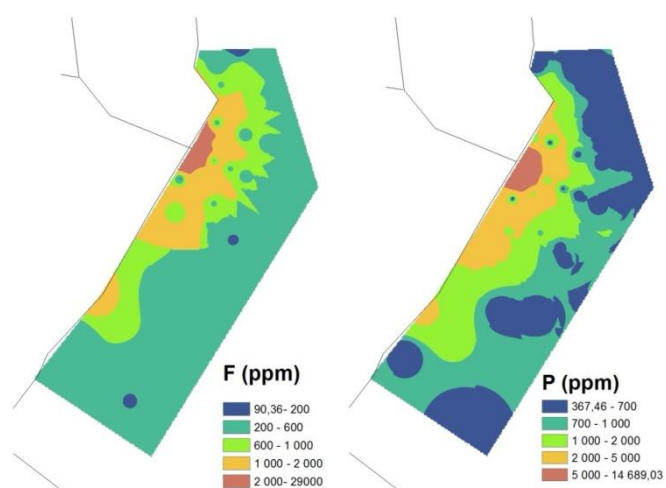 F (ppm)
90,36- 200
200 - 600
600 - 1 000
1 000 - 2 000
2 000- 29000
P (ppm)
367,46 - 700
700 - 1 000
1 000 - 2 000
2 000 - 5 000
5 000 - 14 689,03